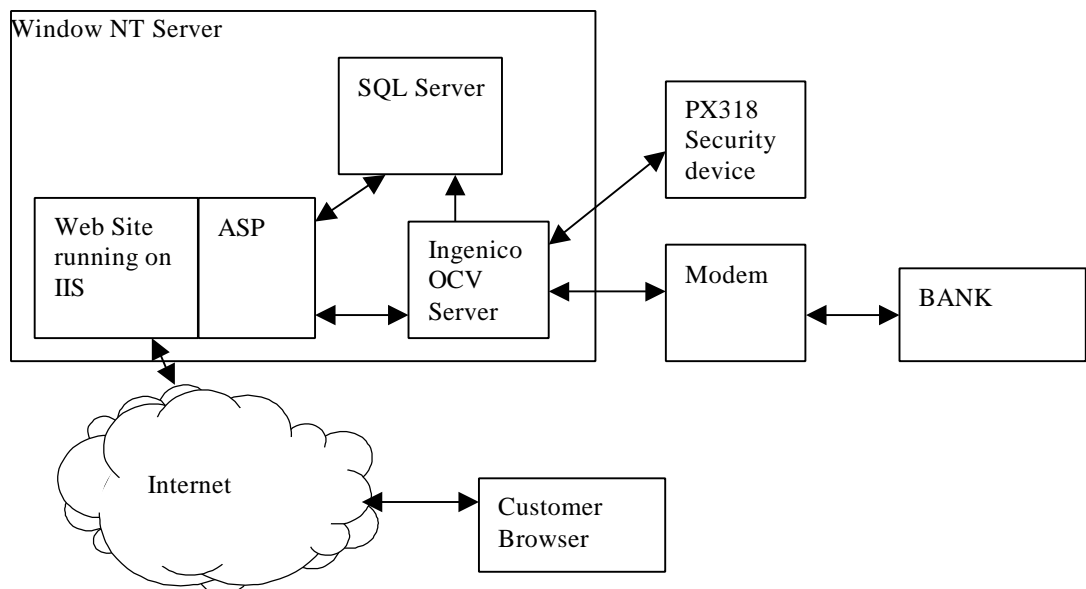 Window NT Server
SQL Server
PX318
Security
device
Web Site
running on
IIS
ASP
Ingenico
OCV
Server
Modem
BANK
Internet
Customer
Browser